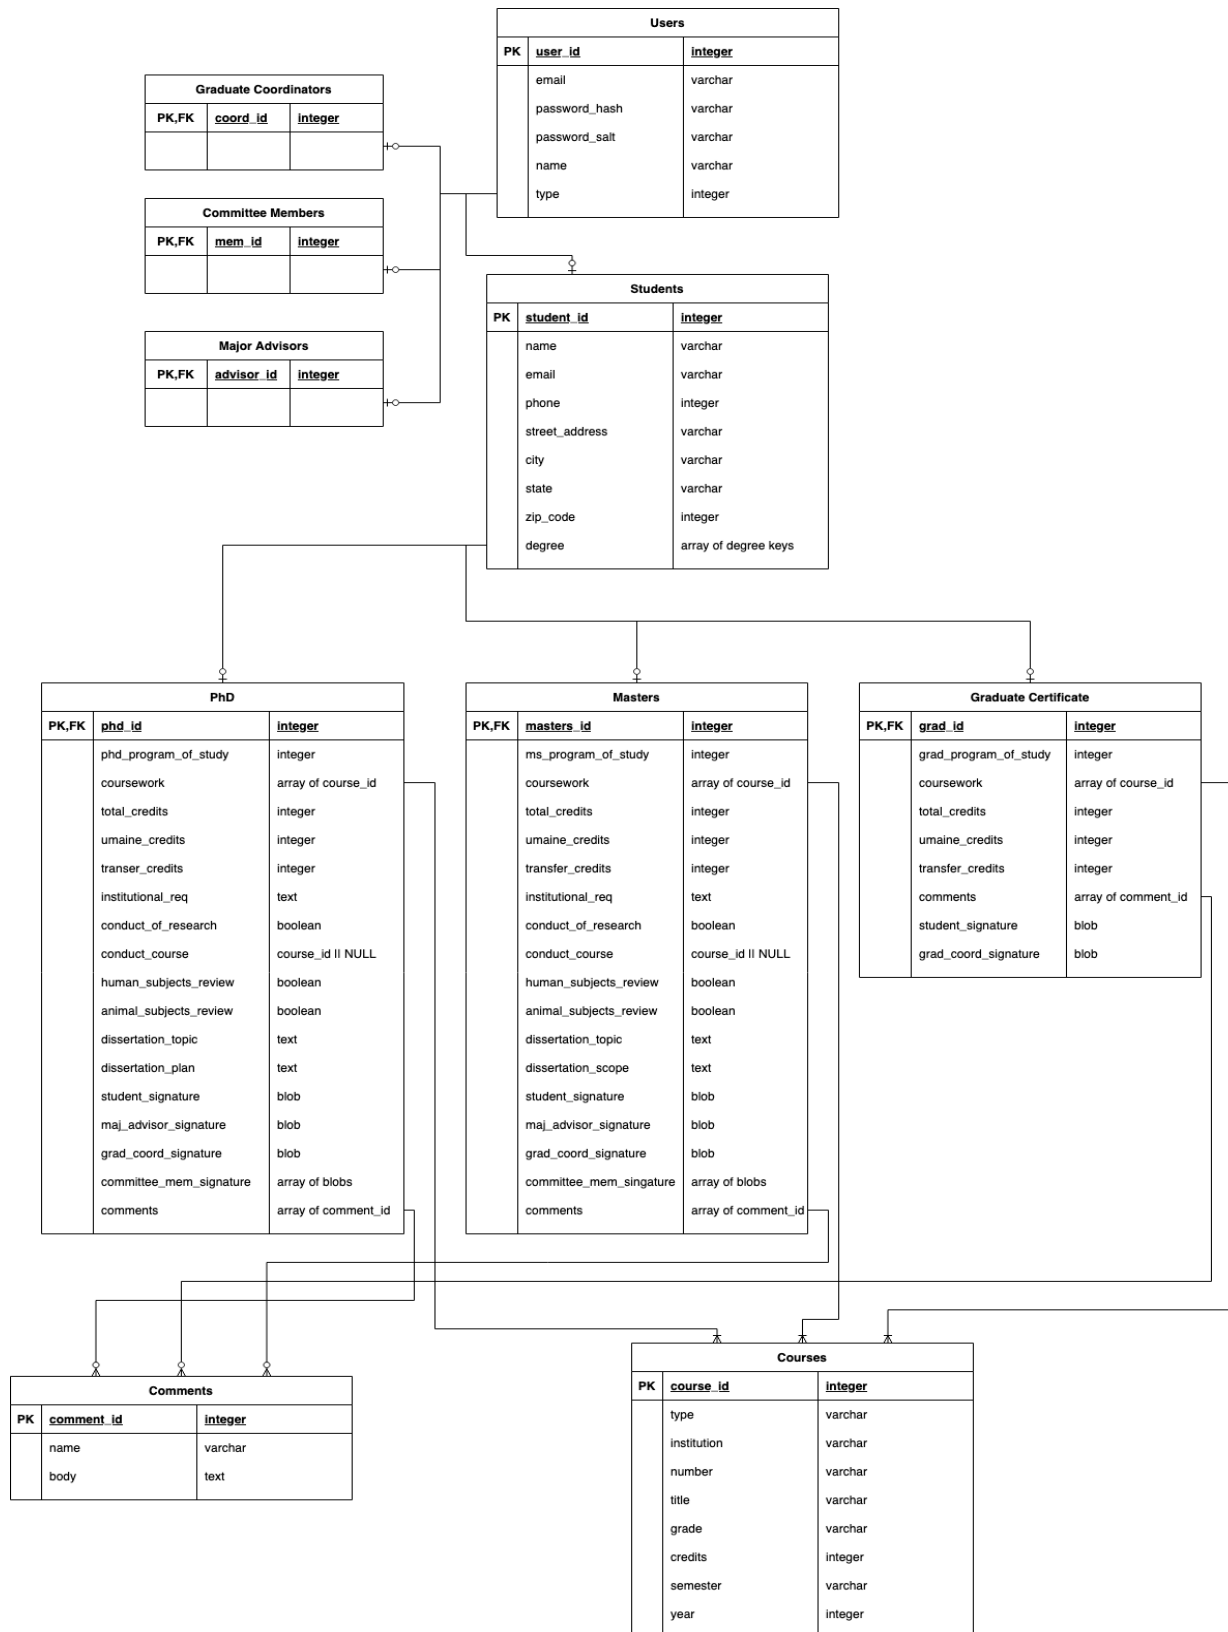 Users
PK user_id integer
email varchar
password_hash varchar
password_salt varchar
name varchar
type integer
Graduate Coordinators
PK,FK coord_id integer
Committee Members
PK,FK mem_id integer
Major Advisors
PK,FK advisor_id integer
Students
PK student_id integer
name varchar
email varchar
phone integer
street_address varchar
city varchar
state varchar
zip_code integer
degree array of degree keys
PhD
PK,FK phd_id integer
phd_program_of_study integer
coursework array of course_id
total_credits integer
umaine_credits integer
transer_credits integer
institutional_req text
conduct_of_research boolean
conduct_course course_id II NULL
human_subjects_review boolean
animal_subjects_review boolean
dissertation_topic text
dissertation_plan text
student_signature blob
maj_advisor_signature blob
grad_coord_signature blob
committee_mem_signature array of blobs
comments array of comment_id
Masters
PK,FK masters_id integer
ms_program_of_study integer
coursework array of course_id
total_credits integer
umaine_credits integer
transfer_credits integer
institutional_req text
conduct_of_research boolean
conduct_course course_id II NULL
human_subjects_review boolean
animal_subjects_review boolean
dissertation_topic text
dissertation_scope text
student_signature blob
maj_advisor_signature blob
grad_coord_signature blob
committee_mem_singature array of blobs
comments array of comment_id
Graduate Certificate
PK,FK grad_id integer
grad_program_of_study integer
coursework array of course_id
total_credits integer
umaine_credits integer
transfer_credits integer
comments array of comment_id
student_signature blob
grad_coord_signature blob
Comments
PK comment_id integer
name varchar
body text
Courses
PK course_id integer
type varchar
institution varchar
number varchar
title varchar
grade varchar
credits integer
semester varchar
year integer